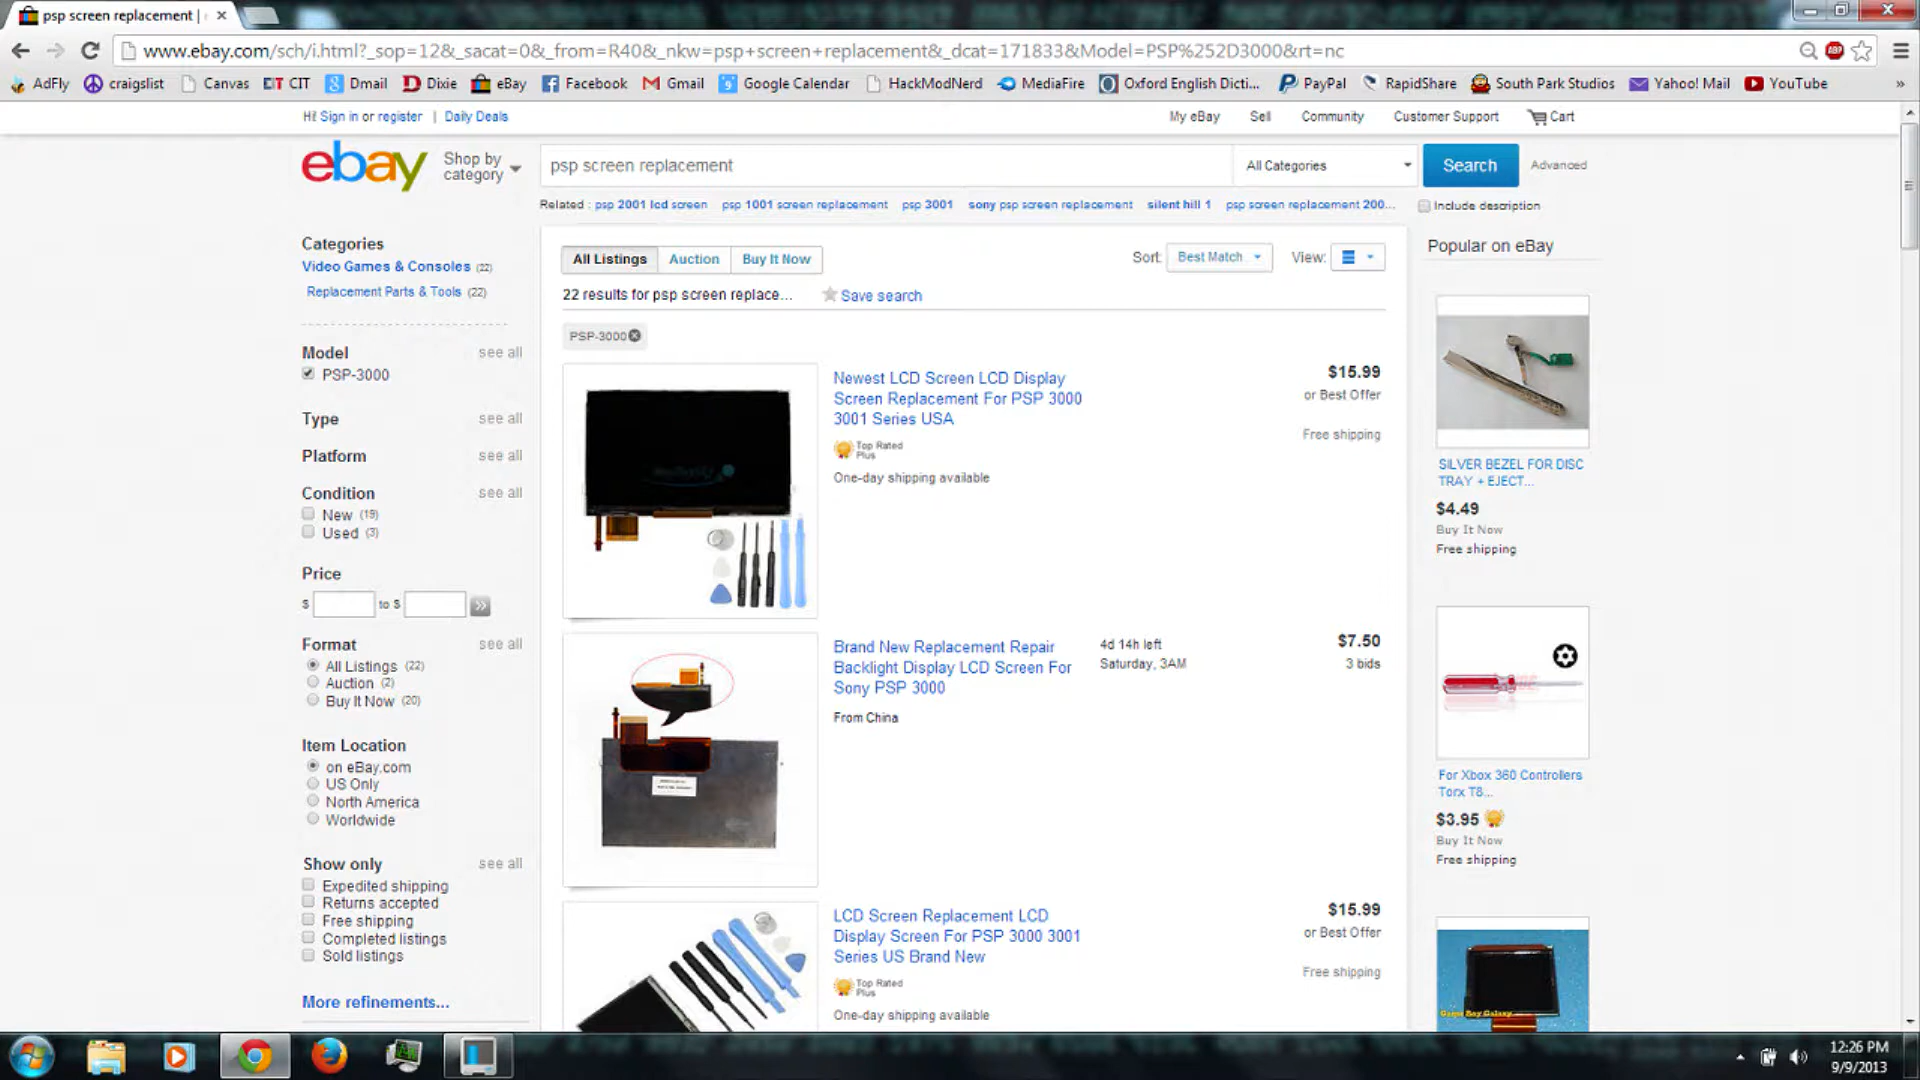 psp screen replacement |
www.ebay.com/sch/i.html?_sop=12&_sacat=0&_from=R40&_nkw=psp+screen+replacement&_dcat=171833&Model=PSP%252D3000&rt=nc
AdFly craigslist Canvas EIT CIT Dmail Dixie eBay Facebook Gmail Google Calendar HackModNerd MediaFire Oxford English Dicti... PayPal RapidShare South Park Studios Yahoo! Mail YouTube »
Hi! Sign in or register | Daily Deals My eBay Sell Community Customer Support Cart
ebay Shop by category psp screen replacement All Categories Search Advanced
Related : psp 2001 lcd screen psp 1001 screen replacement psp 3001 sony psp screen replacement silent hill 1 psp screen replacement 200... Include description
Categories
Video Games & Consoles (22)
Replacement Parts & Tools (22)
Model see all
PSP-3000
Type see all
Platform see all
Condition see all
New (19)
Used (3)
Price
$ to $
Format see all
All Listings (22)
Auction (2)
Buy It Now (20)
Item Location
on eBay.com
US Only
North America
Worldwide
Show only see all
Expedited shipping
Returns accepted
Free shipping
Completed listings
Sold listings
More refinements...
All Listings Auction Buy It Now Sort: Best Match View:
22 results for psp screen replace... Save search
PSP-3000
Newest LCD Screen LCD Display
Screen Replacement For PSP 3000
3001 Series USA
Top Rated
Plus
One-day shipping available
$15.99
or Best Offer
Free shipping
Brand New Replacement Repair
Backlight Display LCD Screen For
Sony PSP 3000
From China
4d 14h left
Saturday, 3AM
$7.50
3 bids
LCD Screen Replacement LCD
Display Screen For PSP 3000 3001
Series US Brand New
Top Rated
Plus
One-day shipping available
$15.99
or Best Offer
Free shipping
Popular on eBay
SILVER BEZEL FOR DISC
TRAY + EJECT...
$4.49
Buy It Now
Free shipping
For Xbox 360 Controllers
Torx T8...
$3.95
Buy It Now
Free shipping
Game Boy Galaxy
12:26 PM
9/9/2013